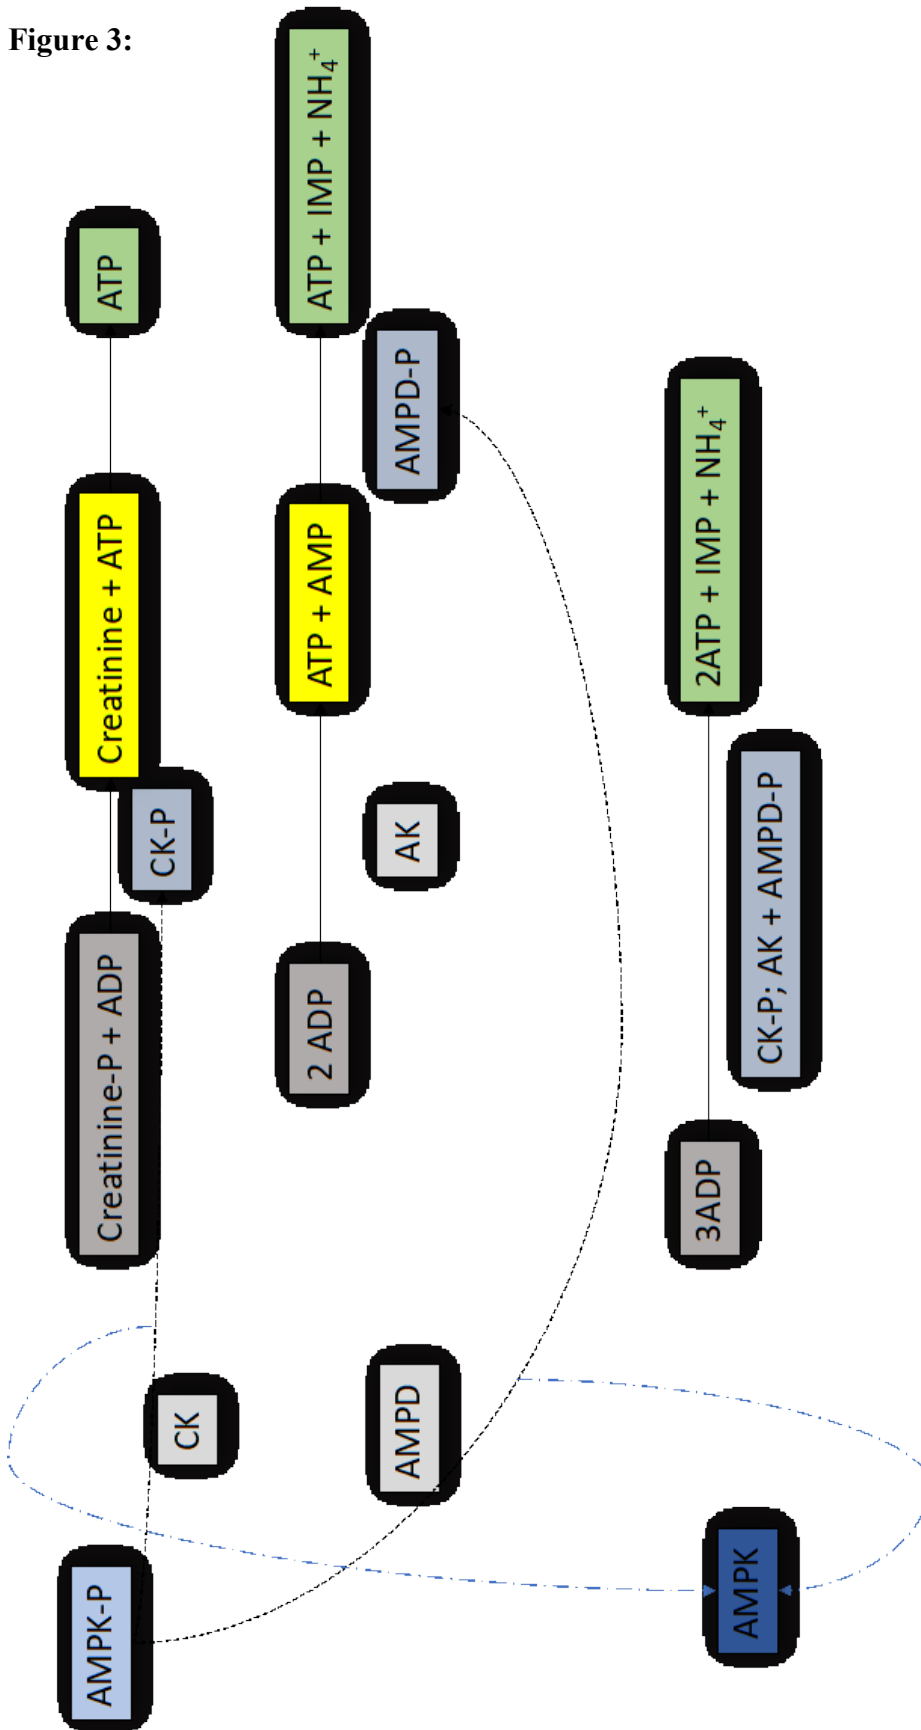 Figure 3:
AMPK-P
Creatinine-P + ADP
Creatinine + ATP
ATP
CK
CK-P
2 ADP
ATP + AMP
ATP + IMP + NH₄⁺
AMPD
AK
AMPD-P
AMPK
3ADP
2ATP + IMP + NH₄⁺
CK-P; AK + AMPD-P